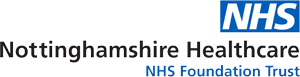 NHS
Nottinghamshire Healthcare
NHS Foundation Trust